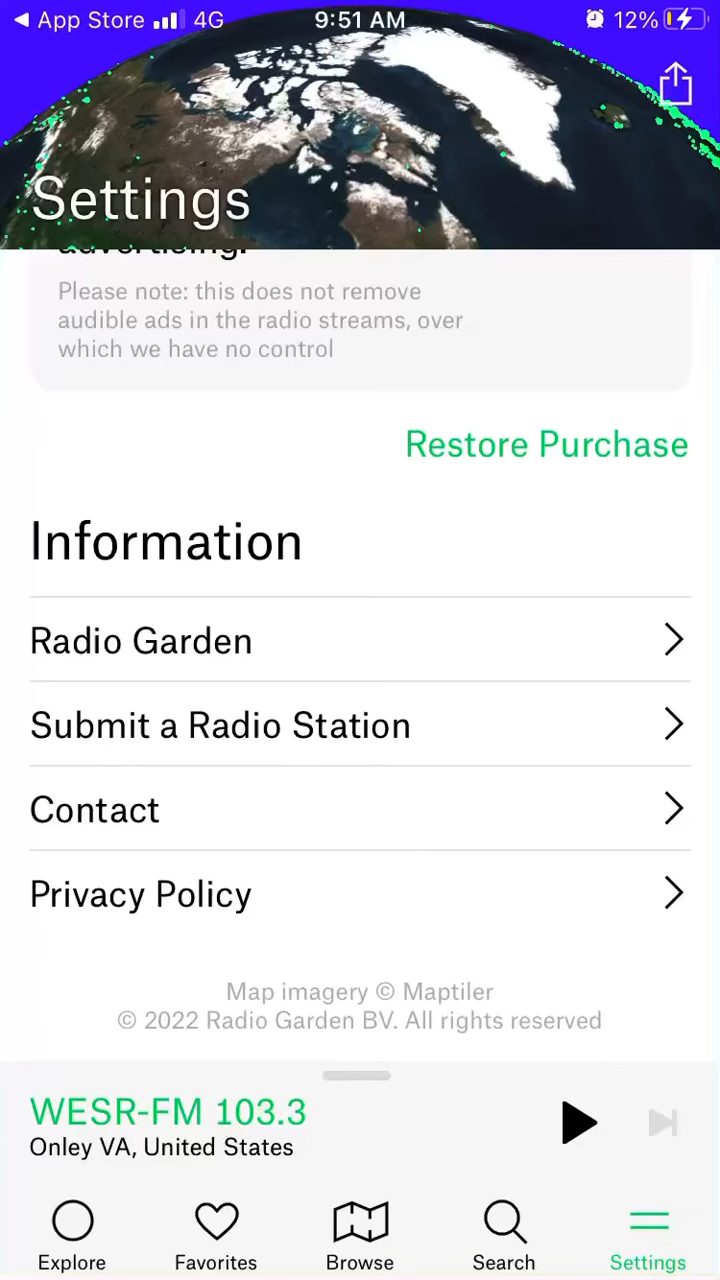 App Store 4G 9:51 AM 12%
Settings
advertising.
Please note: this does not remove
audible ads in the radio streams, over
which we have no control
Restore Purchase
Information
Radio Garden
Submit a Radio Station
Contact
Privacy Policy
Map imagery © Maptiler
© 2022 Radio Garden BV. All rights reserved
WESR-FM 103.3
Onley VA, United States
Explore Favorites Browse Search Settings